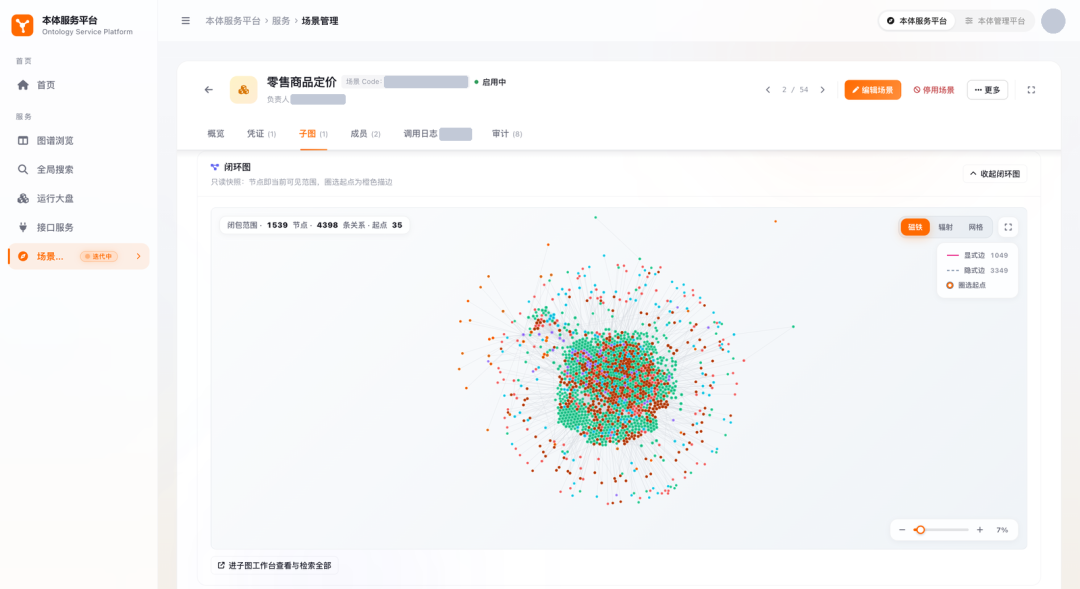 本体服务平台
Ontology Service Platform
首页
首页
服务
图谱浏览
全局搜索
运行大盘
接口服务
场景... 迭代中
本体服务平台 › 服务 › 场景管理
本体服务平台 本体管理平台
零售商品定价 场景 Code 启用中
负责人
2 / 54
编辑场景 停用场景 更多
概览 凭证 (1) 子图 (1) 成员 (2) 调用日志 审计 (8)
闭环图
只读快照：节点即当前可见范围、圈选起点为橙色描边
收起闭环图
闭包范围 · 1539 节点 · 4398 条关系 · 起点 35
磁铁 辐射 网格
显式边 1049
隐式边 3349
圈选起点
7%
进子图工作台查看与检索全部